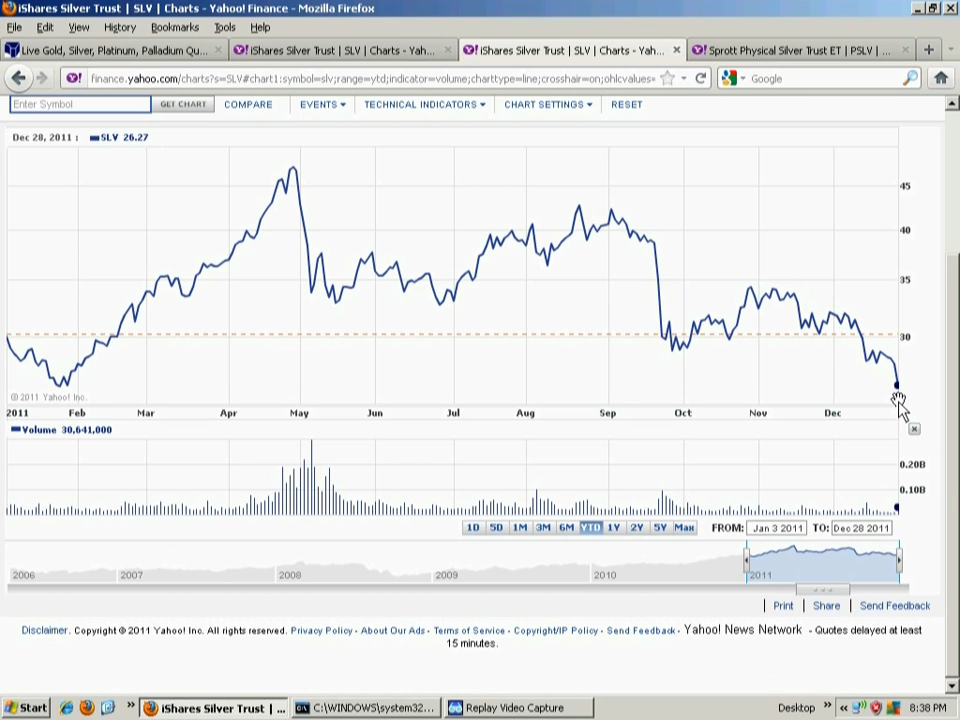 iShares Silver Trust | SLV | Charts - Yahoo! Finance - Mozilla Firefox
File Edit View History Bookmarks Tools Help
Live Gold, Silver, Platinum, Palladium Qu...
iShares Silver Trust | SLV | Charts - Yah...
iShares Silver Trust | SLV | Charts - Yah...
Sprott Physical Silver Trust ET | PSLV | ...
finance.yahoo.com/charts?s=SLV#chart1:symbol=slv;range=ytd;indicator=volume;charttype=line;crosshair=on;ohlcvalues=
Google
Enter Symbol GET CHART COMPARE EVENTS TECHNICAL INDICATORS CHART SETTINGS RESET
Dec 28, 2011 : SLV 26.27
45
40
35
30
© 2011 Yahoo! Inc.
2011 Feb Mar Apr May Jun Jul Aug Sep Oct Nov Dec
Volume 30,641,000
0.20B
0.10B
1D 5D 1M 3M 6M YTD 1Y 2Y 5Y Max FROM: Jan 3 2011 TO: Dec 28 2011
2006 2007 2008 2009 2010 2011
Print Share Send Feedback
Disclaimer. Copyright © 2011 Yahoo! Inc. All rights reserved. Privacy Policy - About Our Ads - Terms of Service - Copyright/IP Policy - Send Feedback - Yahoo! News Network - Quotes delayed at least
15 minutes.
Start iShares Silver Trust | ... C:\WINDOWS\system32... Replay Video Capture Desktop 8:38 PM